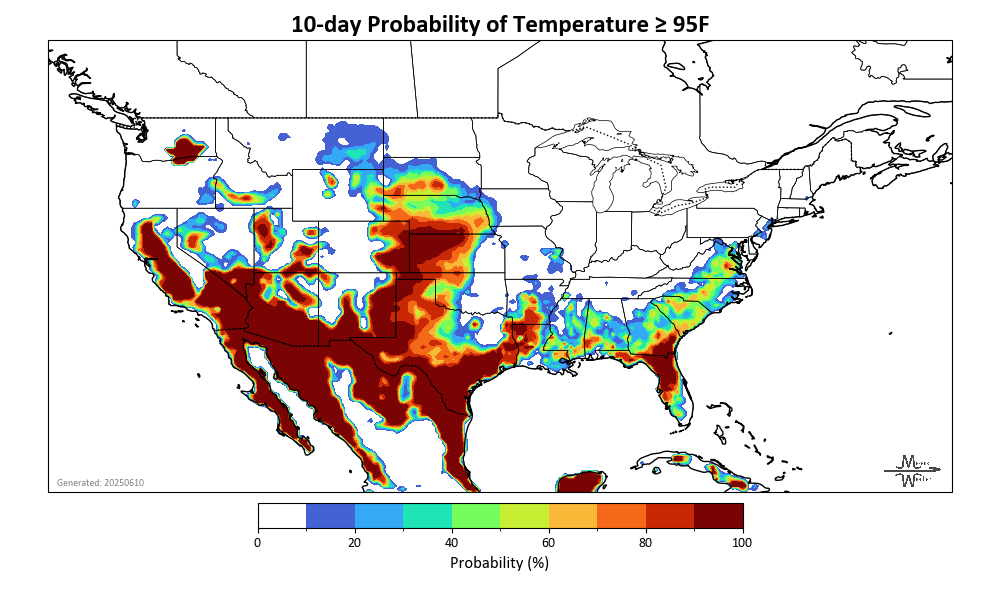 10-day Probability of Temperature ≥ 95F
Generated: 20250610
0 20 40 60 80 100
Probability (%)